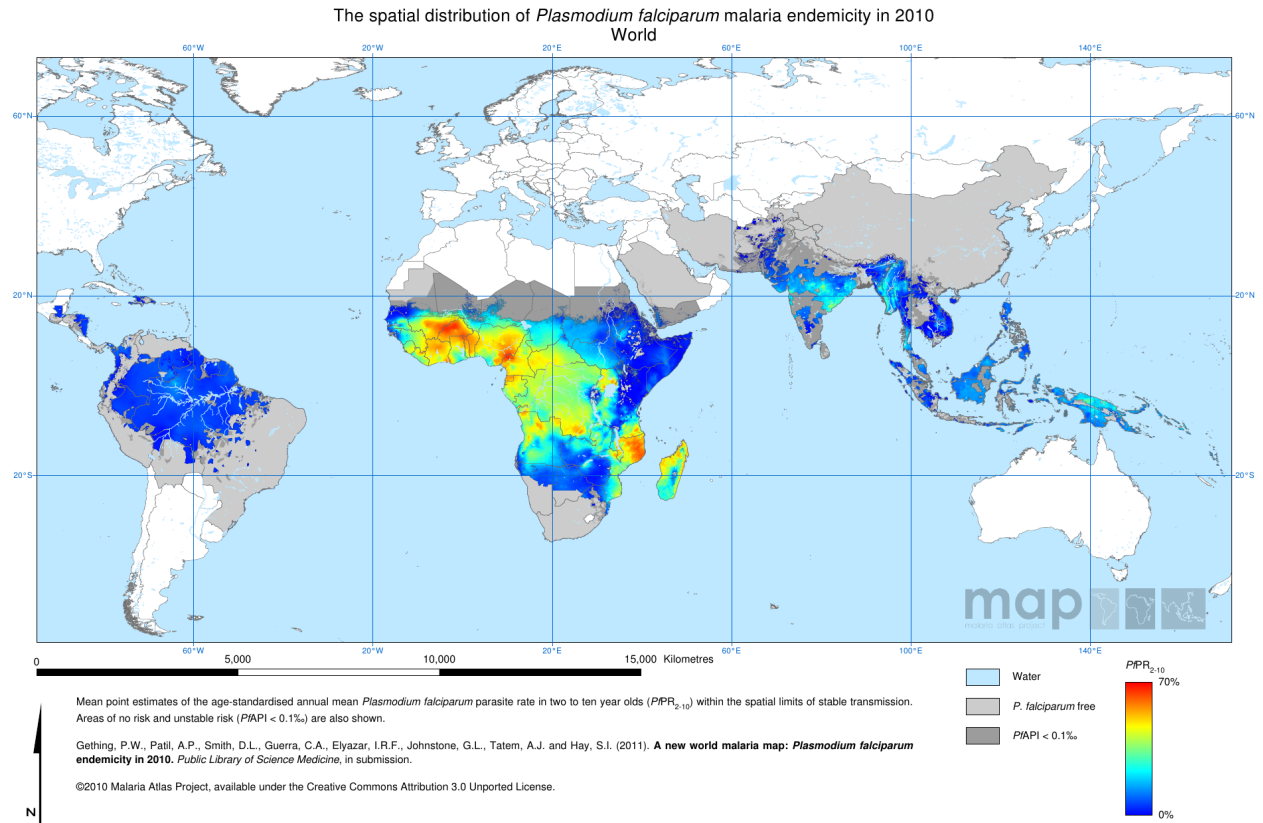 The spatial distribution of Plasmodium falciparum malaria endemicity in 2010
World
60°W 20°W 20°E 60°E 100°E 140°E
60°N 60°N
20°N 20°N
20°S 20°S
map
malaria atlas project
60°W 20°W 20°E 60°E 100°E 140°E
0 5,000 10,000 15,000 Kilometres
Water
P. falciparum free
PfAPI < 0.1‰
PfPR2-10
70%
0%
Mean point estimates of the age-standardised annual mean Plasmodium falciparum parasite rate in two to ten year olds (PfPR2-10) within the spatial limits of stable transmission.
Areas of no risk and unstable risk (PfAPI < 0.1‰) are also shown.
Gething, P.W., Patil, A.P., Smith, D.L., Guerra, C.A., Elyazar, I.R.F., Johnstone, G.L., Tatem, A.J. and Hay, S.I. (2011). A new world malaria map: Plasmodium falciparum
endemicity in 2010. Public Library of Science Medicine, in submission.
©2010 Malaria Atlas Project, available under the Creative Commons Attribution 3.0 Unported License.
N